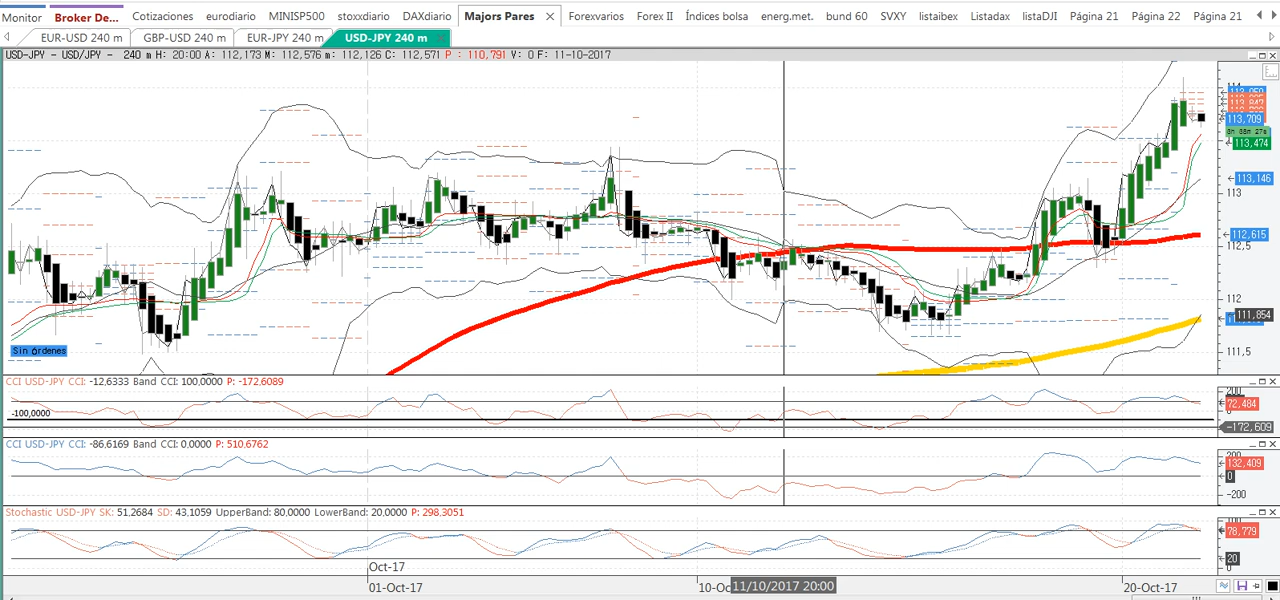 Monitor Broker De... Cotizaciones eurodiario MINISP500 stoxxdiario DAXdiario Majors Pares Forexvarios Forex II Índices bolsa energ.met. bund 60 SVXY listaibex Listadax listaDJI Página 21 Página 22 Página 21
EUR-USD 240 m GBP-USD 240 m EUR-JPY 240 m USD-JPY 240 m
USD-JPY - USD/JPY - 240 m H: 20:00 A: 112,173 M: 112,576 m: 112,126 C: 112,571 P : 110,791 V: 0 F: 11-10-2017
114
113,709
113,474
113,146
113
112,615
112,5
112
111,854
111,5
Sin órdenes
CCI USD-JPY CCI: -12,6333 Band CCI: 100,0000 P: -172,6089
200
72,484
-100,0000
-172,609
CCI USD-JPY CCI: -86,6169 Band CCI: 0,0000 P: 510,6762
200
132,409
0
-200
Stochastic USD-JPY SK: 51,2684 SD: 43,1059 UpperBand: 80,0000 LowerBand: 20,0000 P: 298,3051
100
78,779
20
0
Oct-17
01-Oct-17 10-Oc 11/10/2017 20:00 20-Oct-17